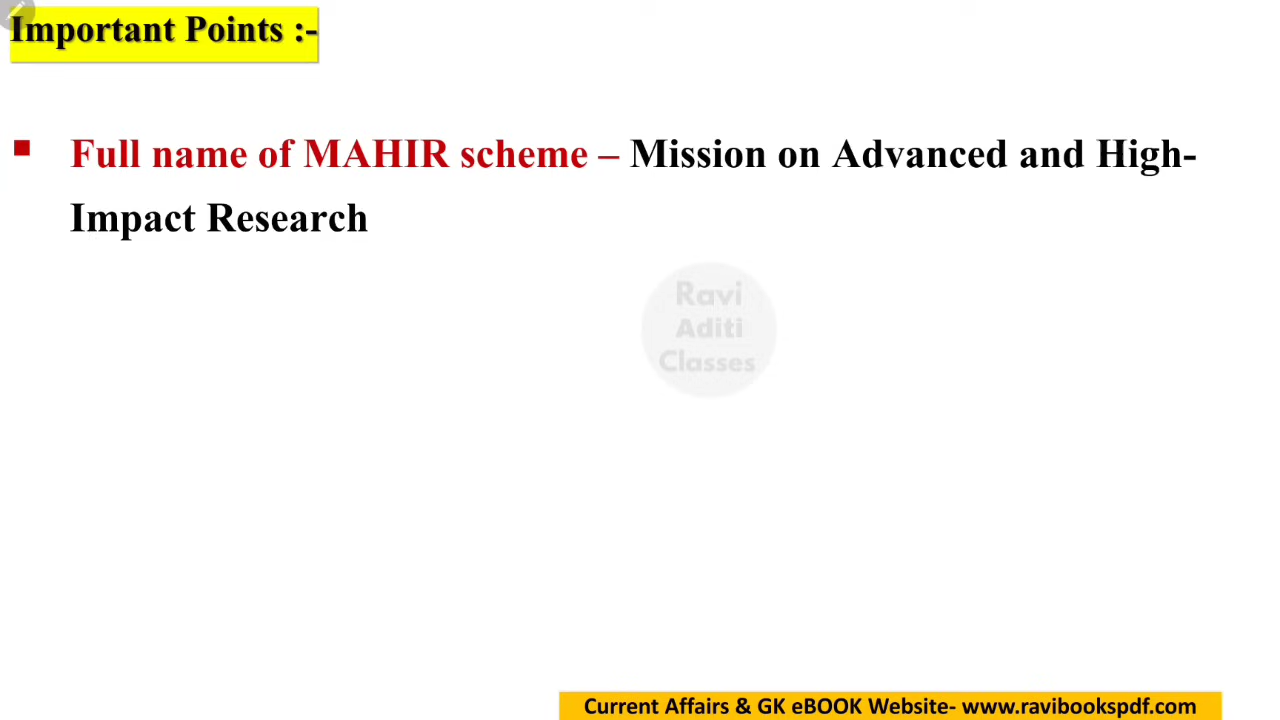 Important Points :-
Full name of MAHIR scheme – Mission on Advanced and High-
Impact Research
Ravi
Aditi
Classes
Current Affairs & GK eBOOK Website- www.ravibookspdf.com